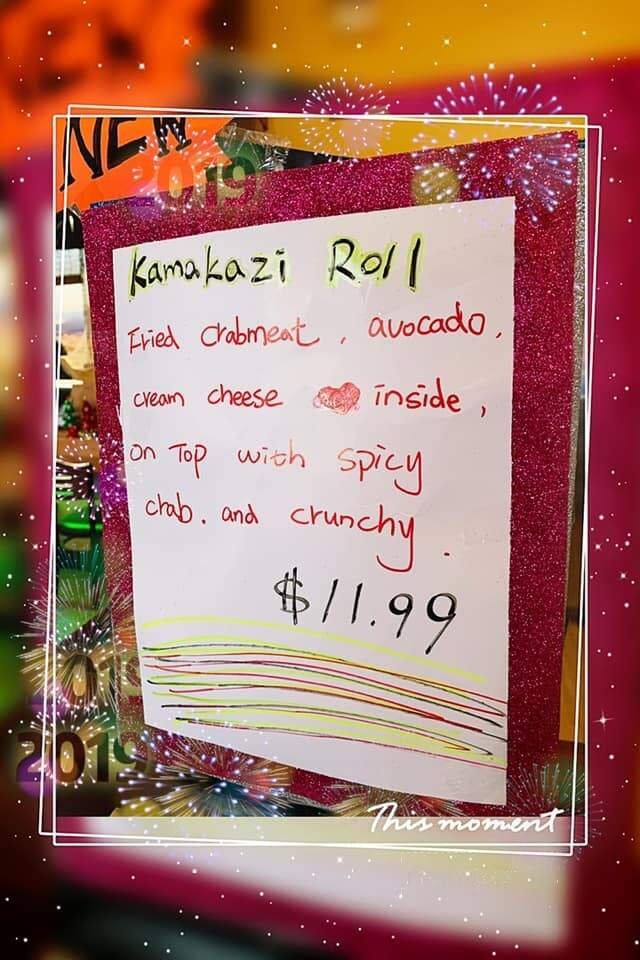 NEW
2019
Kamakazi Roll
Fried Crabmeat, avocado,
cream cheese inside,
on Top with spicy
crab. and crunchy.
$11.99
2019
2019
This moment